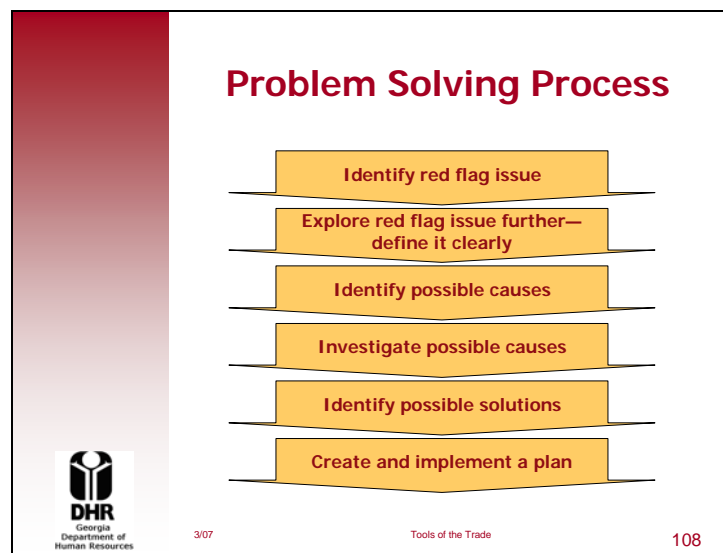 Problem Solving Process
Identify red flag issue
Explore red flag issue further—
define it clearly
Identify possible causes
Investigate possible causes
Identify possible solutions
Create and implement a plan
DHR
Georgia
Department of
Human Resources
3/07
Tools of the Trade
108